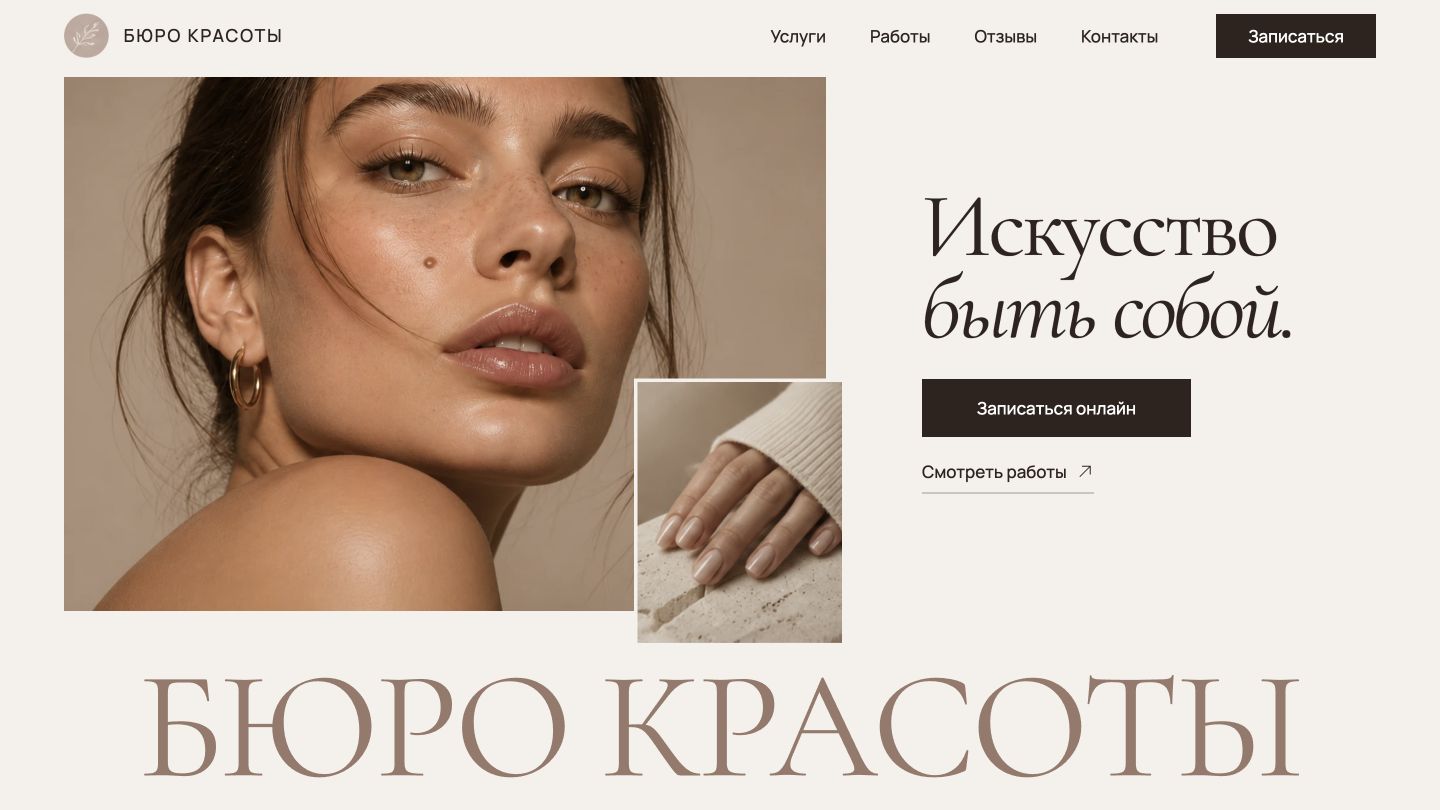 БЮРО КРАСОТЫ
Услуги
Работы
Отзывы
Контакты
Записаться
Искусство
быть собой.
Записаться онлайн
Смотреть работы
БЮРО КРАСОТЫ